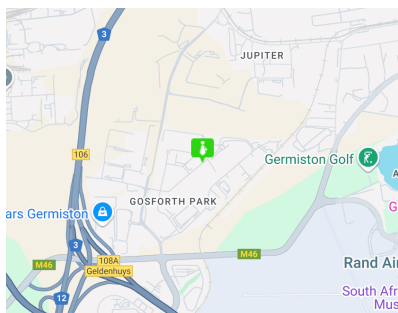 3
JUPITER
106
Germiston Golf
A
GOSFORTH PARK
G
ars Germiston
3
M46
108A
Geldenhuys
M46
Rand Air
12
South Afr
Mus